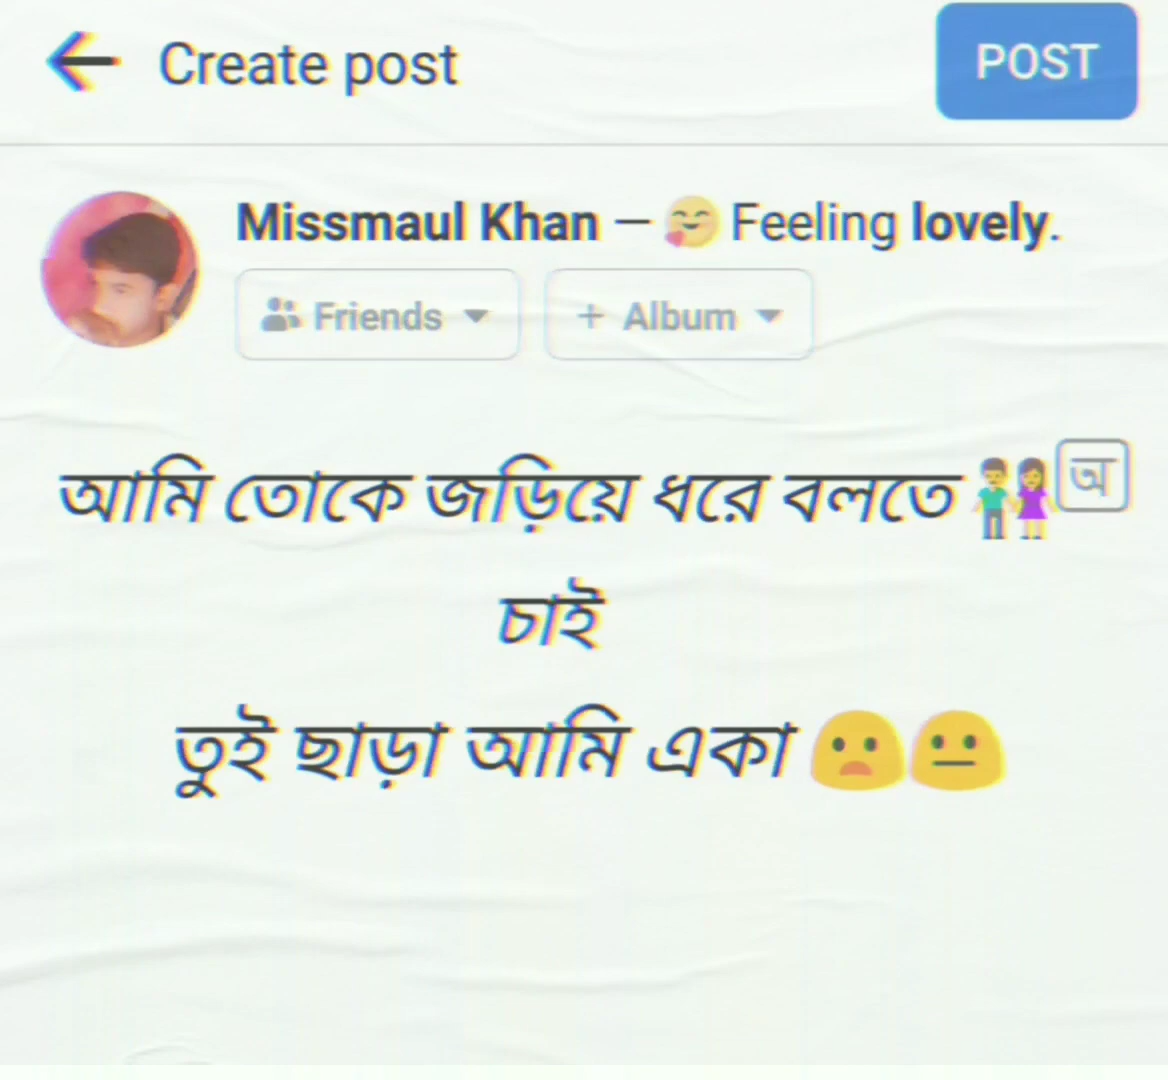 ← Create post POST
Missmaul Khan — 🥰 Feeling lovely.
Friends ▼ + Album ▼
আমি তোকে জড়িয়ে ধরে বলতে 👫 অ
চাই
তুই ছাড়া আমি একা 😦😐